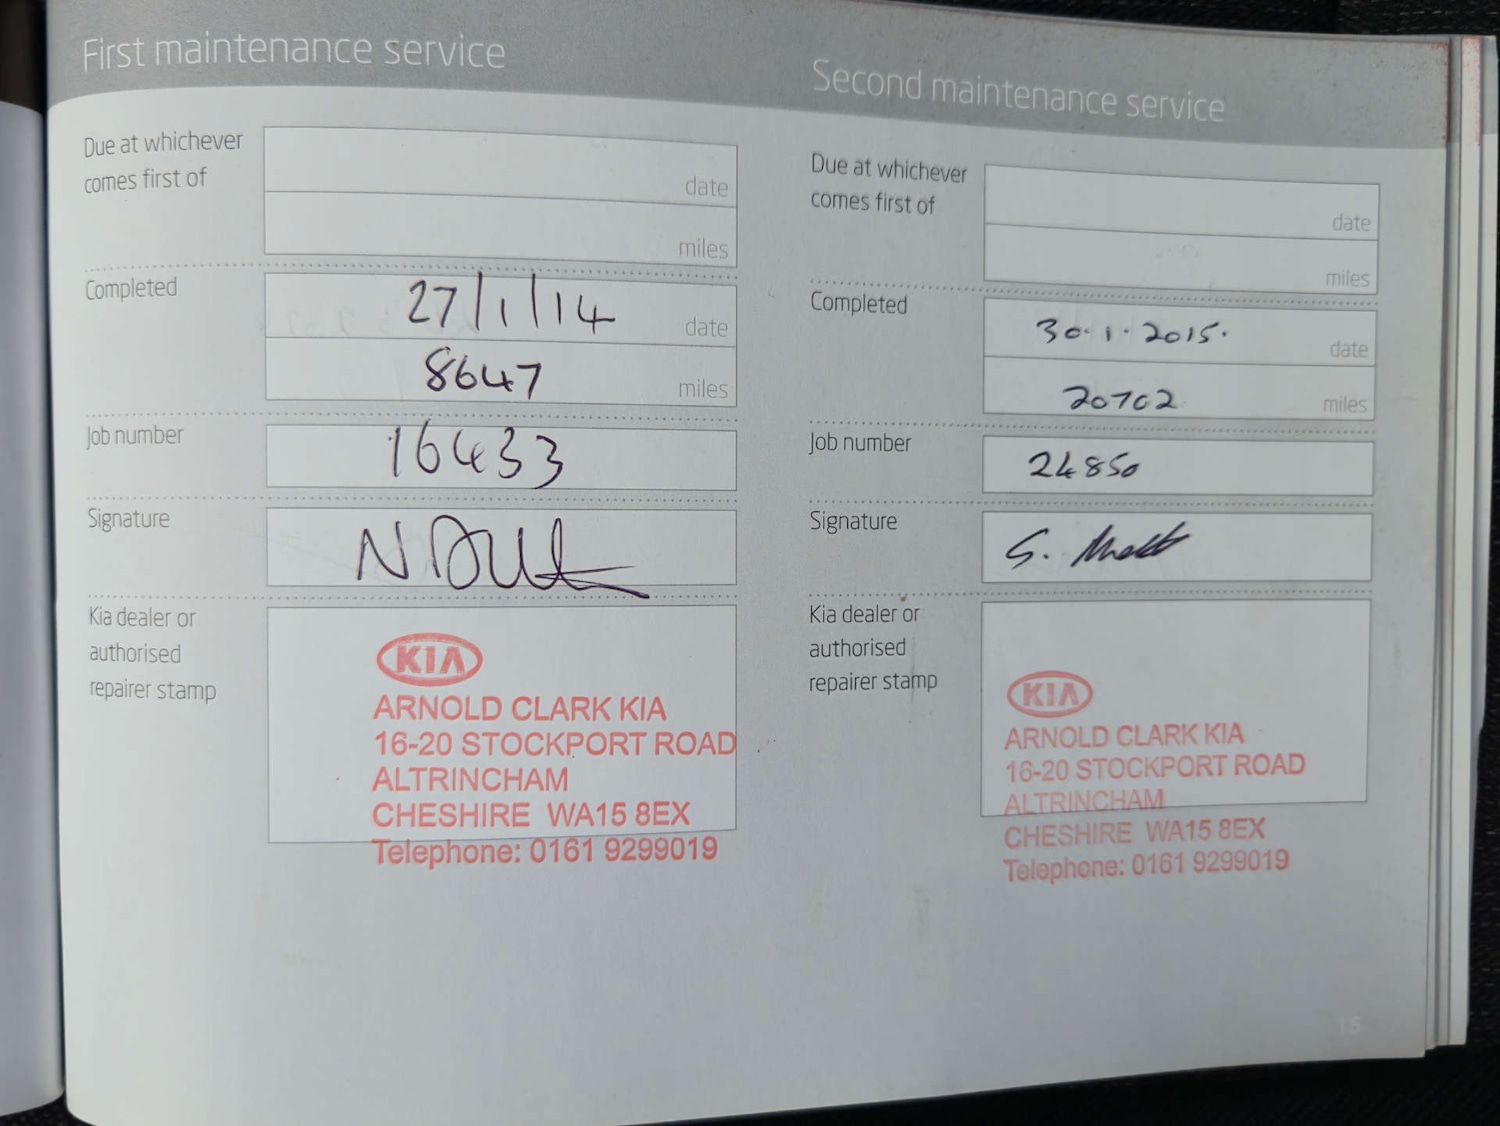 First maintenance service
Due at whichever
comes first of
date
miles
Completed
27/1/14
date
8647
miles
Job number
16433
Signature
Kia dealer or
authorised
repairer stamp
KIA
ARNOLD CLARK KIA
16-20 STOCKPORT ROAD
ALTRINCHAM
CHESHIRE WA15 8EX
Telephone: 0161 9299019
Second maintenance service
Due at whichever
comes first of
date
miles
Completed
30.1.2015.
date
20702
miles
Job number
24850
Signature
S.
Kia dealer or
authorised
repairer stamp
KIA
ARNOLD CLARK KIA
16-20 STOCKPORT ROAD
ALTRINCHAM
CHESHIRE WA15 8EX
Telephone: 0161 9299019
15